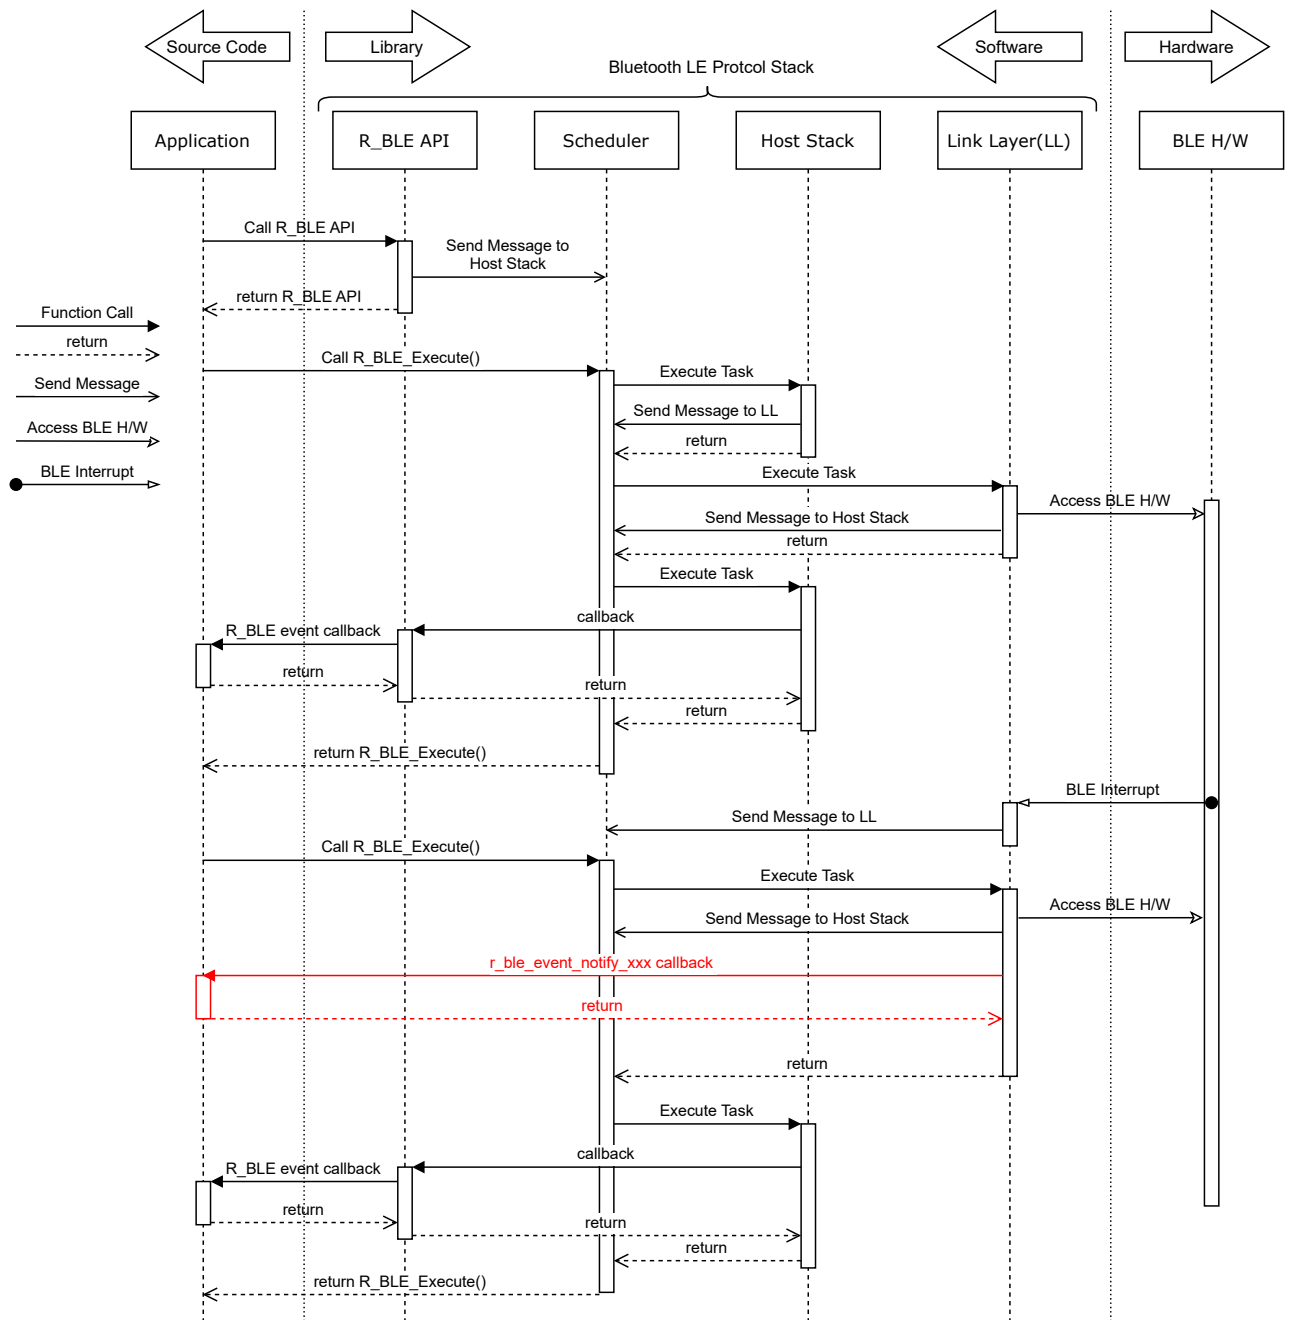 Source Code
Library
Software
Hardware
Bluetooth LE Protcol Stack
Application
R_BLE API
Scheduler
Host Stack
Link Layer(LL)
BLE H/W
Call R_BLE API
Send Message to
Host Stack
return R_BLE API
Function Call
return
Send Message
Access BLE H/W
BLE Interrupt
Call R_BLE_Execute()
Execute Task
Send Message to LL
return
Execute Task
Access BLE H/W
Send Message to Host Stack
return
Execute Task
callback
R_BLE event callback
return
return
return
return R_BLE_Execute()
BLE Interrupt
Send Message to LL
Call R_BLE_Execute()
Execute Task
Access BLE H/W
Send Message to Host Stack
r_ble_event_notify_xxx callback
return
return
Execute Task
callback
R_BLE event callback
return
return
return
return R_BLE_Execute()